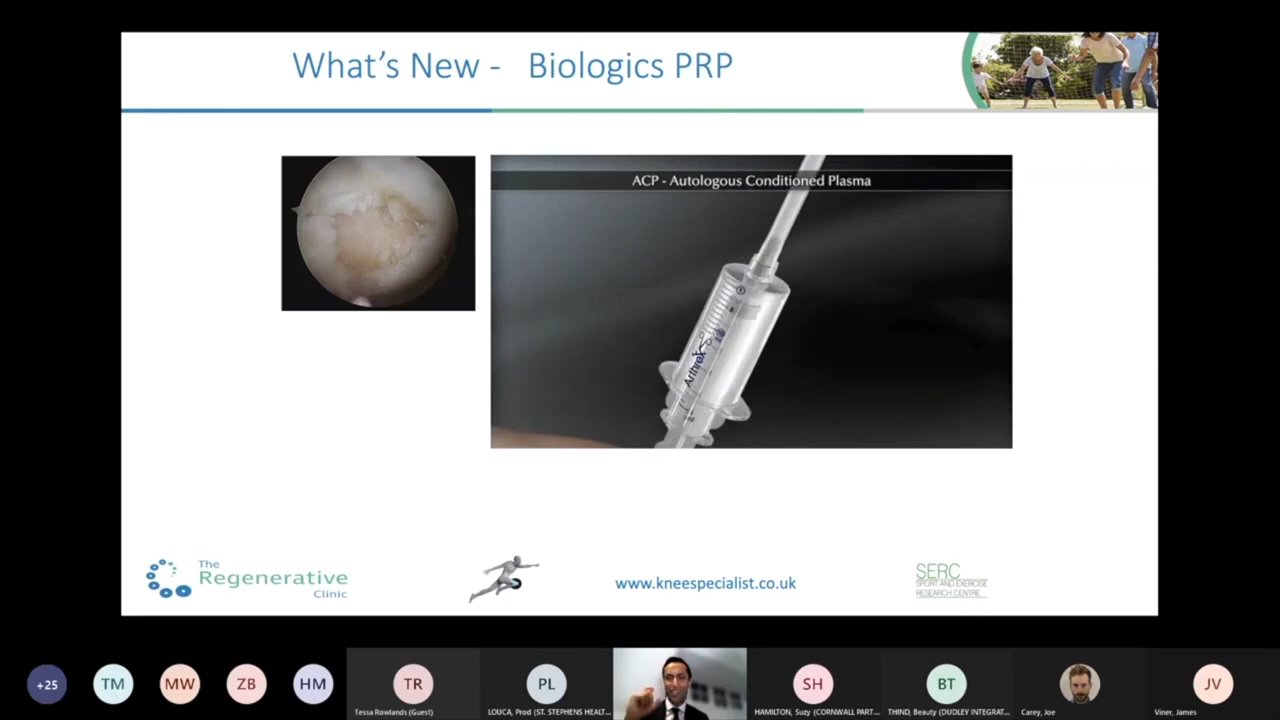 What's New - Biologics PRP
ACP - Autologous Conditioned Plasma
Arthrex
The
Regenerative
Clinic
www.kneespecialist.co.uk
SERC
SPORT AND EXERCISE
RESEARCH CENTRE
+25
TM
MW
ZB
HM
TR
PL
SH
BT
JV
Tessa Rowlands (Guest)
LOUCA, Prod (ST. STEPHENS HEALT...
HAMILTON, Suzy (CORNWALL PART...
THIND, Beauty (DUDLEY INTEGRAT...
Carey, Joe
Viner, James